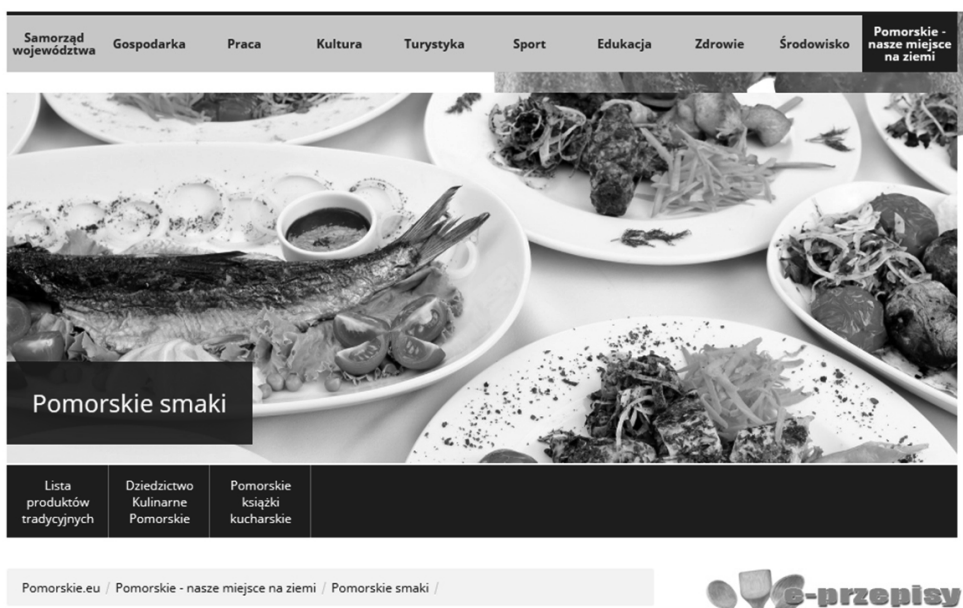 Samorząd
województwa
Gospodarka
Praca
Kultura
Turystyka
Sport
Edukacja
Zdrowie
Środowisko
Pomorskie -
nasze miejsce
na ziemi
Pomorskie smaki
Lista
produktów
tradycyjnych
Dziedzictwo
Kulinarne
Pomorskie
Pomorskie
książki
kucharskie
Pomorskie.eu / Pomorskie - nasze miejsce na ziemi / Pomorskie smaki /
e-przepisy